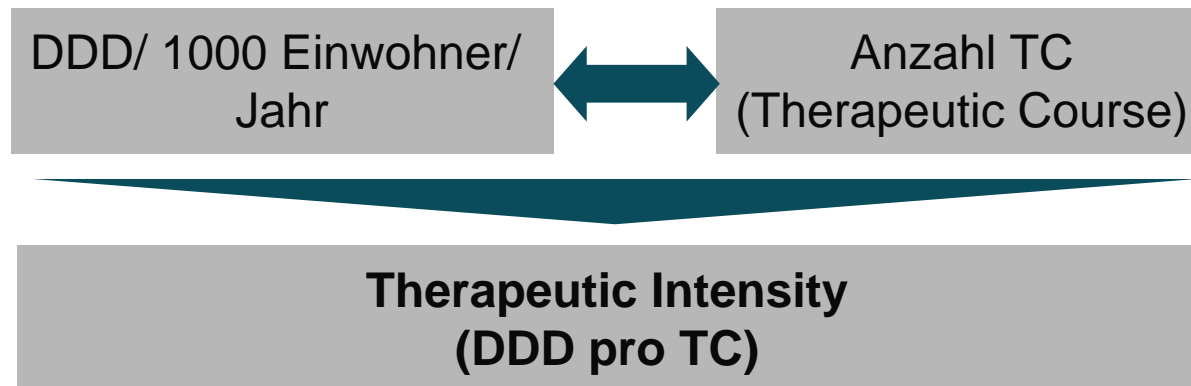 DDD/ 1000 Einwohner/
Jahr
Anzahl TC
(Therapeutic Course)
Therapeutic Intensity
(DDD pro TC)